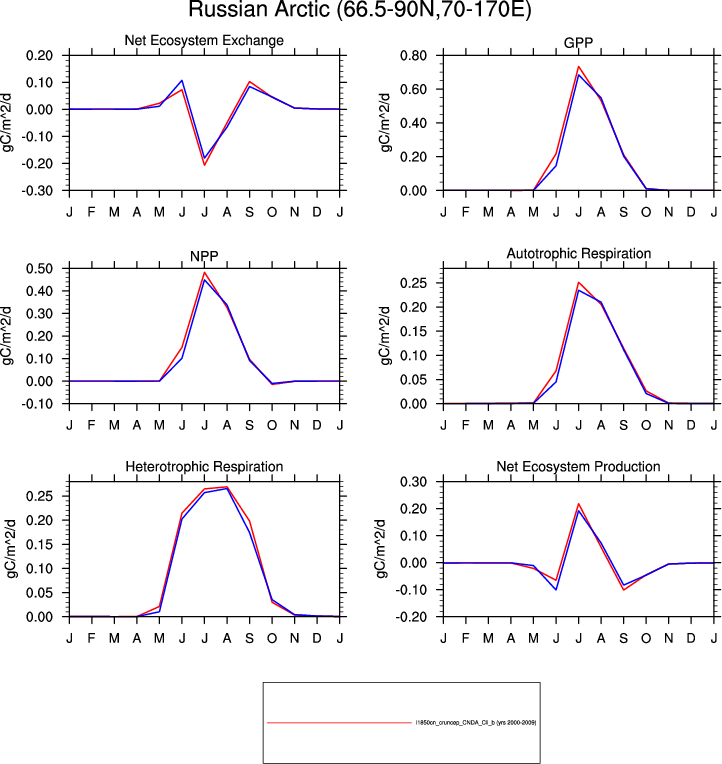 Russian Arctic (66.5-90N,70-170E)
Net Ecosystem Exchange
gC/m^2/d
0.20
0.10
0.00
-0.10
-0.20
-0.30
J F M A M J J A S O N D J
GPP
gC/m^2/d
0.80
0.60
0.40
0.20
0.00
J F M A M J J A S O N D J
NPP
gC/m^2/d
0.50
0.40
0.30
0.20
0.10
0.00
-0.10
J F M A M J J A S O N D J
Autotrophic Respiration
gC/m^2/d
0.25
0.20
0.15
0.10
0.05
0.00
J F M A M J J A S O N D J
Heterotrophic Respiration
gC/m^2/d
0.25
0.20
0.15
0.10
0.05
0.00
J F M A M J J A S O N D J
Net Ecosystem Production
gC/m^2/d
0.30
0.20
0.10
0.00
-0.10
-0.20
J F M A M J J A S O N D J
(yrs 2000-2009)